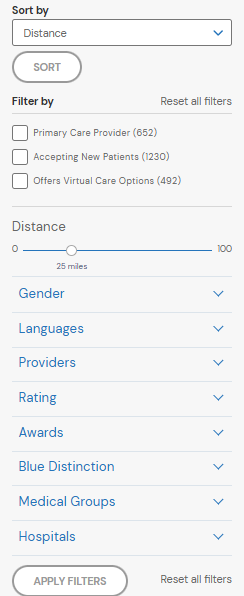 Sort by
Distance
SORT
Filter by Reset all filters
Primary Care Provider (652)
Accepting New Patients (1230)
Offers Virtual Care Options (492)
Distance
0 100
25 miles
Gender
Languages
Providers
Rating
Awards
Blue Distinction
Medical Groups
Hospitals
APPLY FILTERS Reset all filters